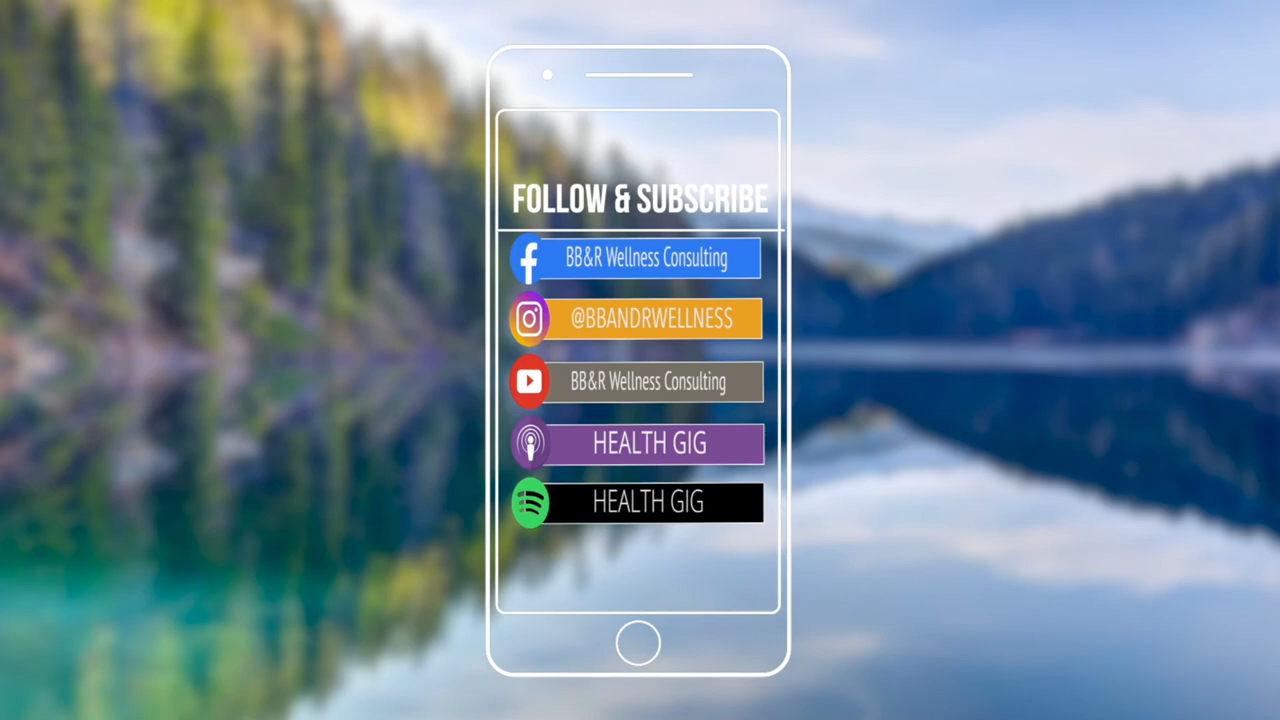 FOLLOW & SUBSCRIBE
BB&R Wellness Consulting
@BBANDRWELLNESS
BB&R Wellness Consulting
HEALTH GIG
HEALTH GIG